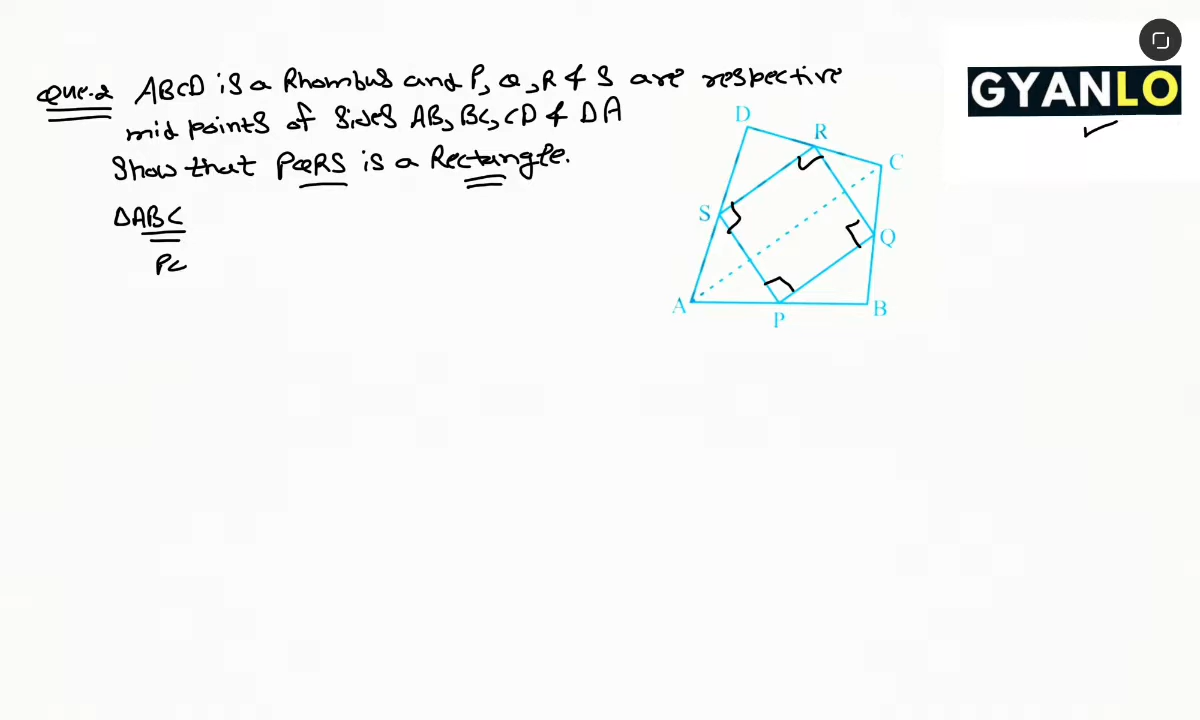 GYANLO
Que.2 ABCD is a Rhombus and P, Q, R & S are respective
mid points of sides AB, BC, CD & DA
Show that PQRS is a Rectangle.
ΔABC
PC
D
R
C
S
Q
A
P
B